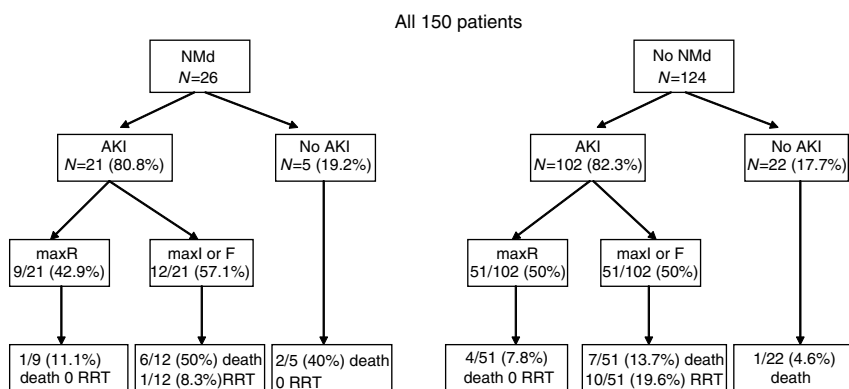 All 150 patients
NMd
N=26
No NMd
N=124
AKI
N=21 (80.8%)
No AKI
N=5 (19.2%)
AKI
N=102 (82.3%)
No AKI
N=22 (17.7%)
maxR
9/21 (42.9%)
maxI or F
12/21 (57.1%)
maxR
51/102 (50%)
maxI or F
51/102 (50%)
1/9 (11.1%)
death 0 RRT
6/12 (50%) death
1/12 (8.3%)RRT
2/5 (40%) death
0 RRT
4/51 (7.8%)
death 0 RRT
7/51 (13.7%) death
10/51 (19.6%) RRT
1/22 (4.6%)
death